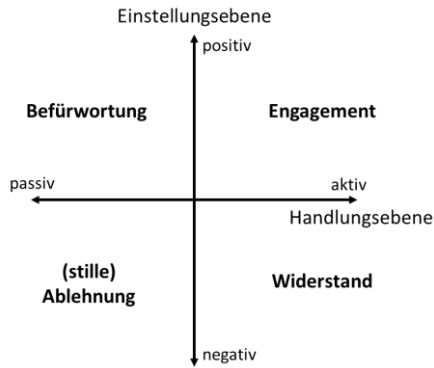 Einstellungsebene
positiv
Befürwortung
Engagement
passiv
aktiv
Handlungsebene
(stille)
Ablehnung
Widerstand
negativ